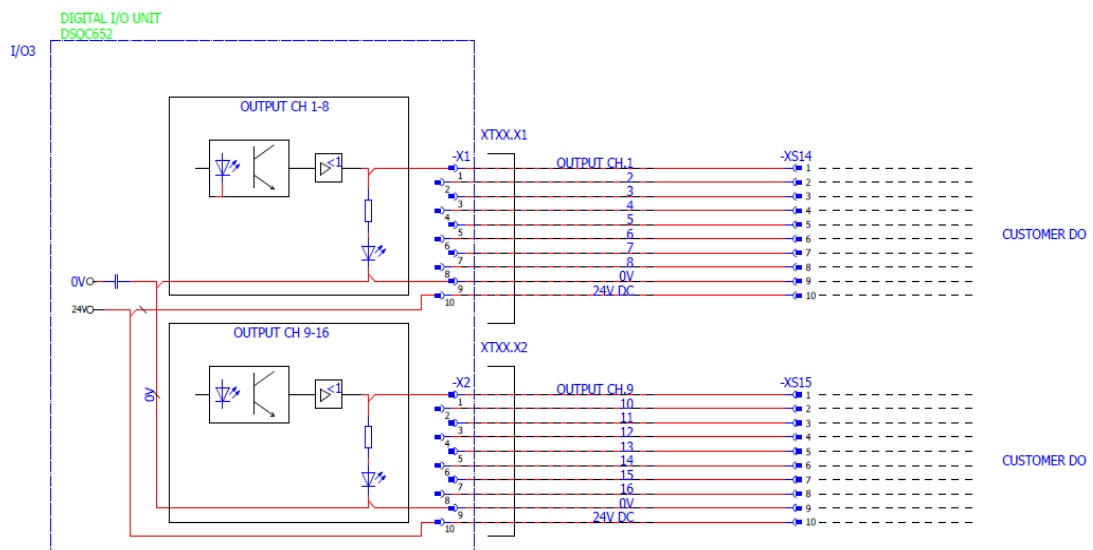 DIGITAL I/O UNIT
DSQC652
I/O3
OUTPUT CH 1-8
<1
XTXX.X1
-X1
-XS14
OUTPUT CH.1
1
1
2
2
2
3
3
3
4
4
4
5
5
5
6
6
6
7
7
7
8
8
8
0V
9
9
24V DC
10
10
CUSTOMER DO
0V
24V
0V
OUTPUT CH 9-16
<1
XTXX.X2
-X2
-XS15
OUTPUT CH.9
1
1
10
2
2
11
3
3
12
4
4
13
5
5
14
6
6
15
7
7
16
8
8
0V
9
9
24V DC
10
10
CUSTOMER DO